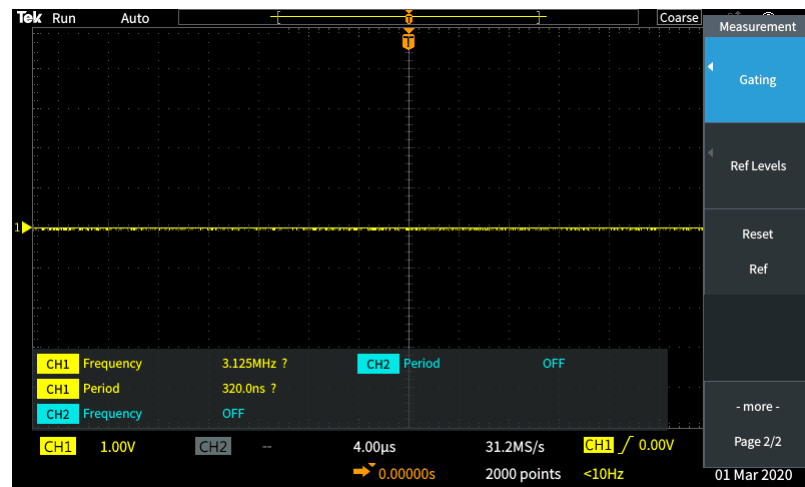 Tek Run Auto Coarse
T
T
Measurement
Gating
Ref Levels
Reset
Ref
- more -
Page 2/2
1
CH1 Frequency 3.125MHz ? CH2 Period OFF
CH1 Period 320.0ns ?
CH2 Frequency OFF
CH1 1.00V CH2 -- 4.00µs 31.2MS/s CH1 0.00V
0.00000s 2000 points <10Hz 01 Mar 2020